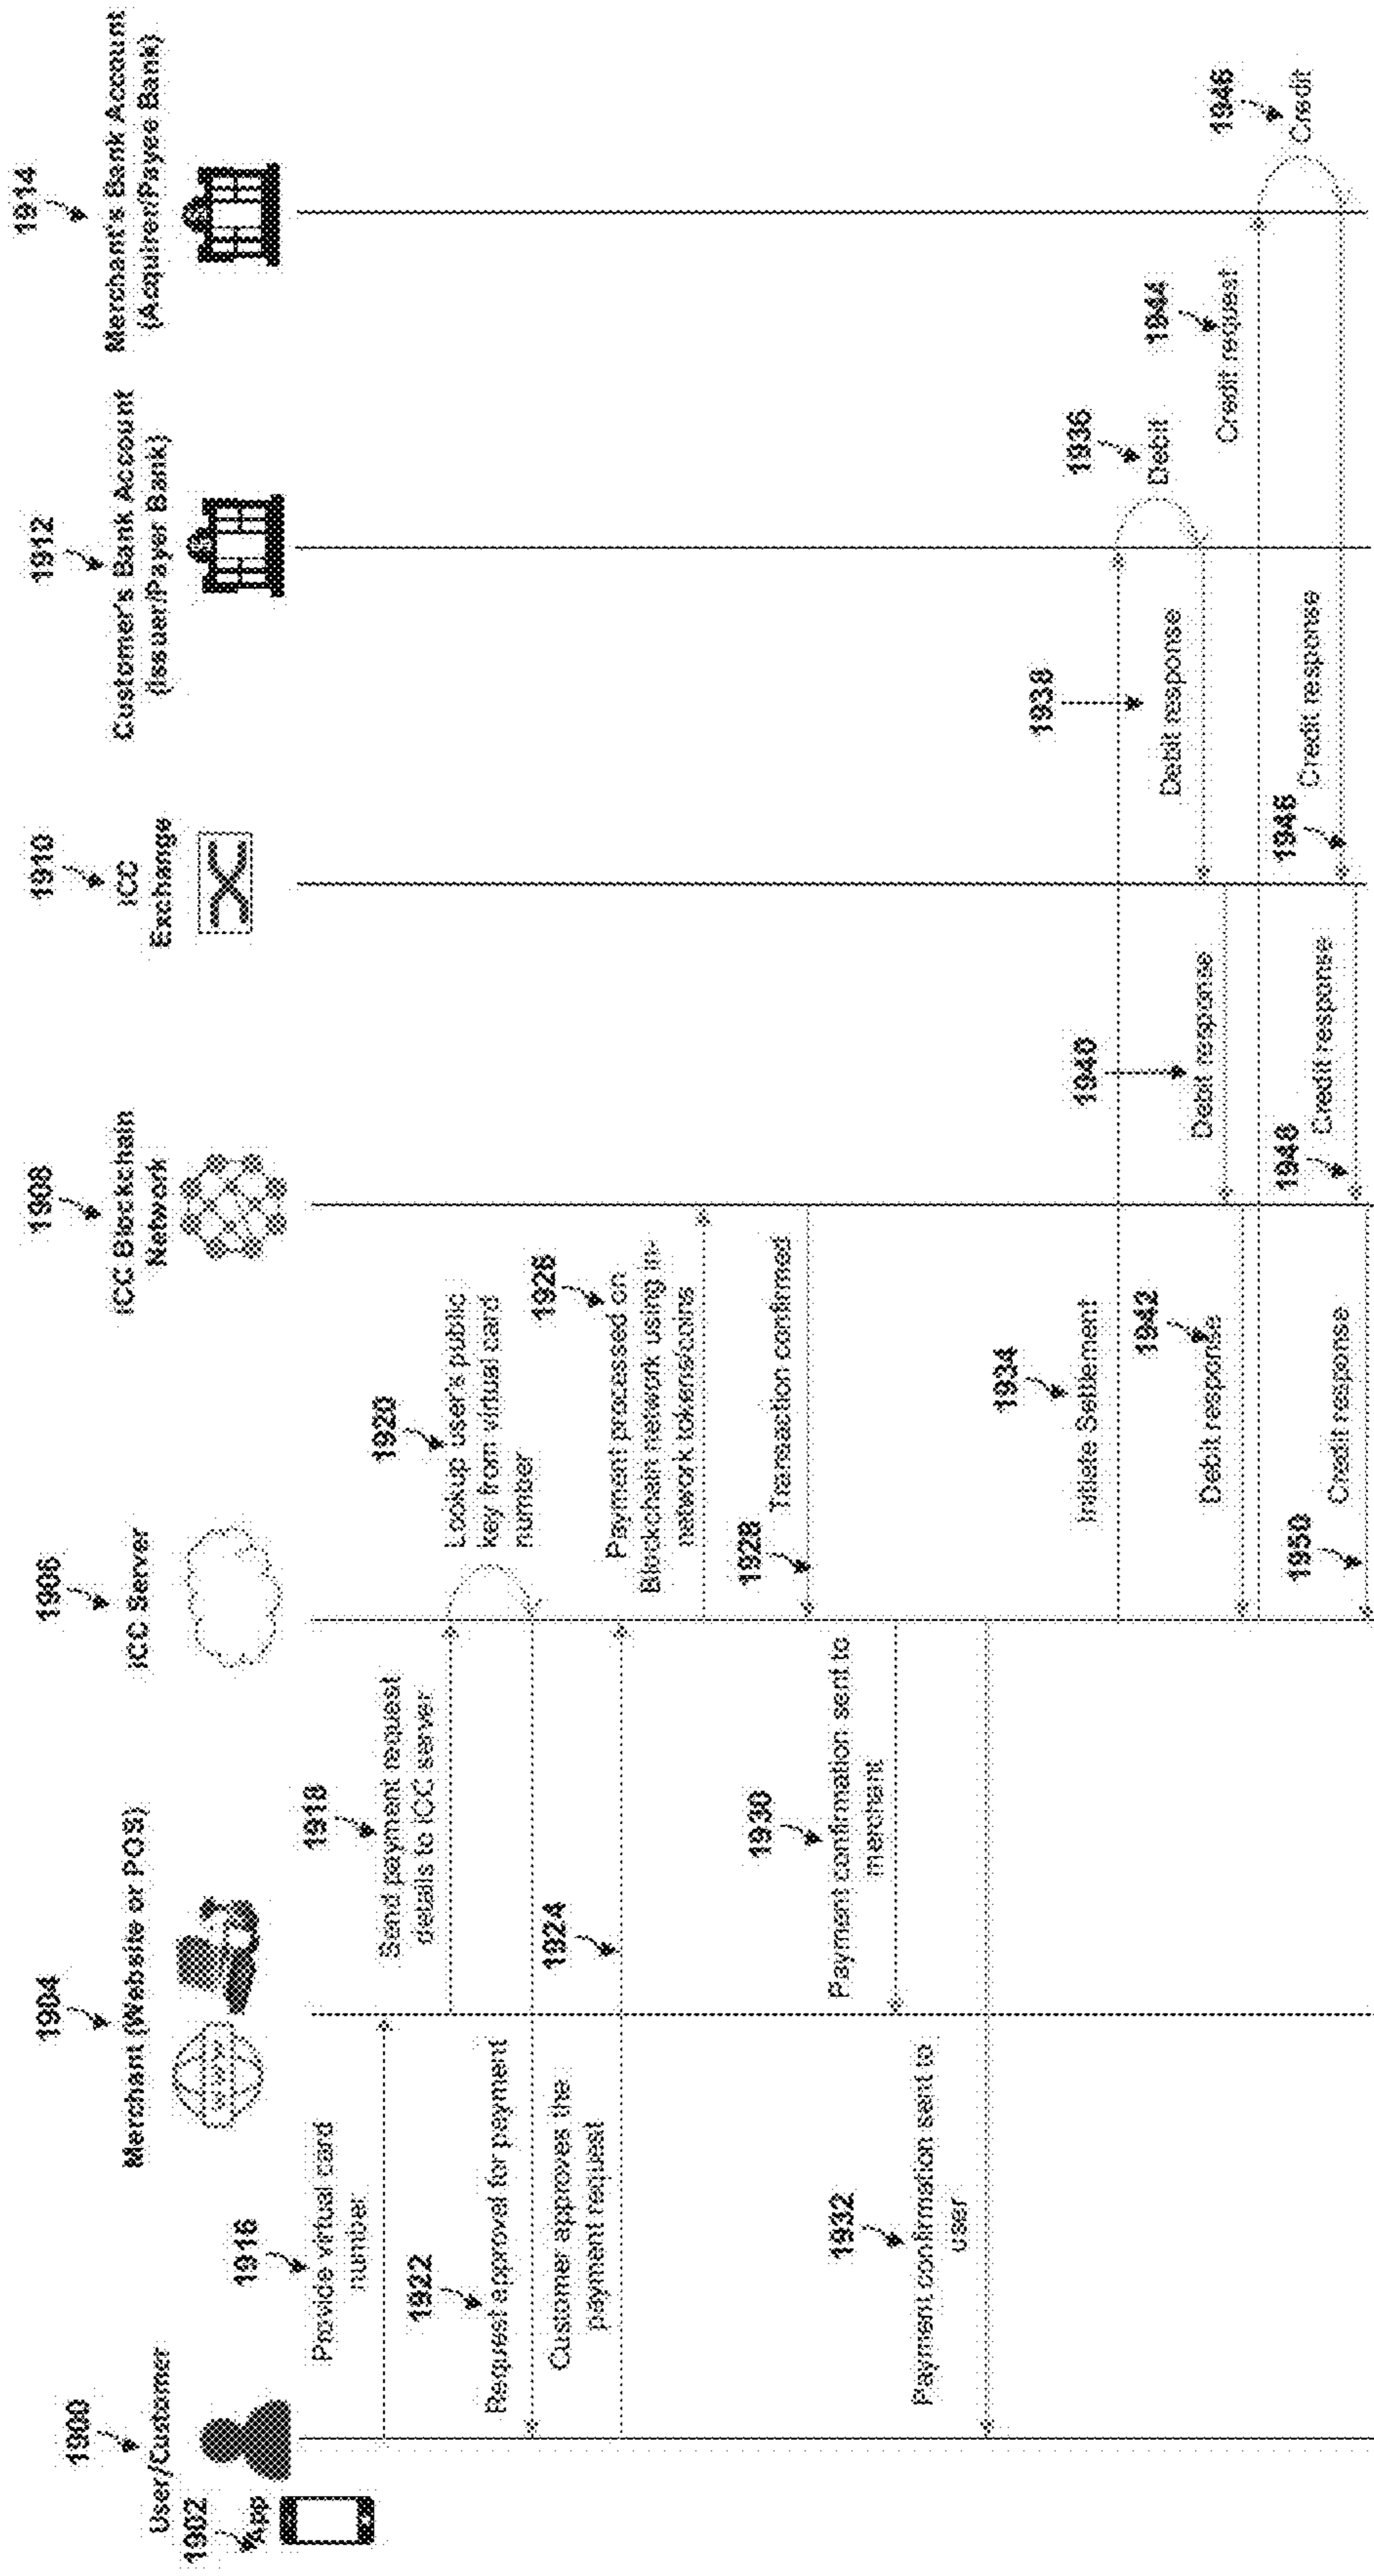 1900
User/Customer
1902
App
1904
Merchant (Website or POS)
1906
ICC Server
1908
ICC Blockchain
Network
1910
ICC
Exchange
1912
Customer's Bank Account
(Issuer/Payer Bank)
1914
Merchant's Bank Account
(Acquirer/Payee Bank)
1916
Provide virtual card
number
1918
Send payment request
details to ICC server
1920
Lookup user's public
key from virtual card
number
1922
Request approval for payment
1924
Customer approves the
payment request
1926
Payment processed on
Blockchain network using in-
network tokens/coins
1928
Transaction confirmed
1930
Payment confirmation sent to
merchant
1932
Payment confirmation sent to
user
1934
Initiate Settlement
1936
Debit
1938
Debit response
1940
Debit response
1942
Debit response
1944
Credit request
1946
Credit
1946
Credit response
1948
Credit response
1950
Credit response